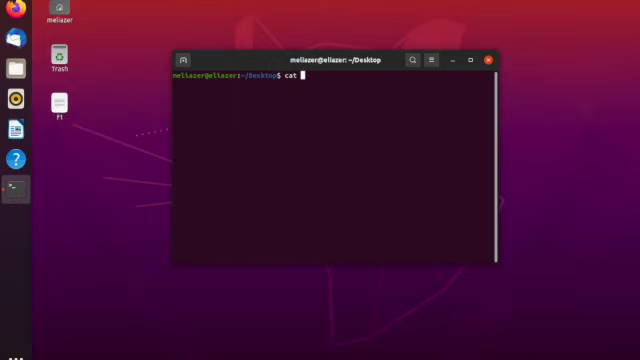 meliazer
Trash
F1
meliazer@eliazer: ~/Desktop
meliazer@eliazer:~/Desktop$ cat